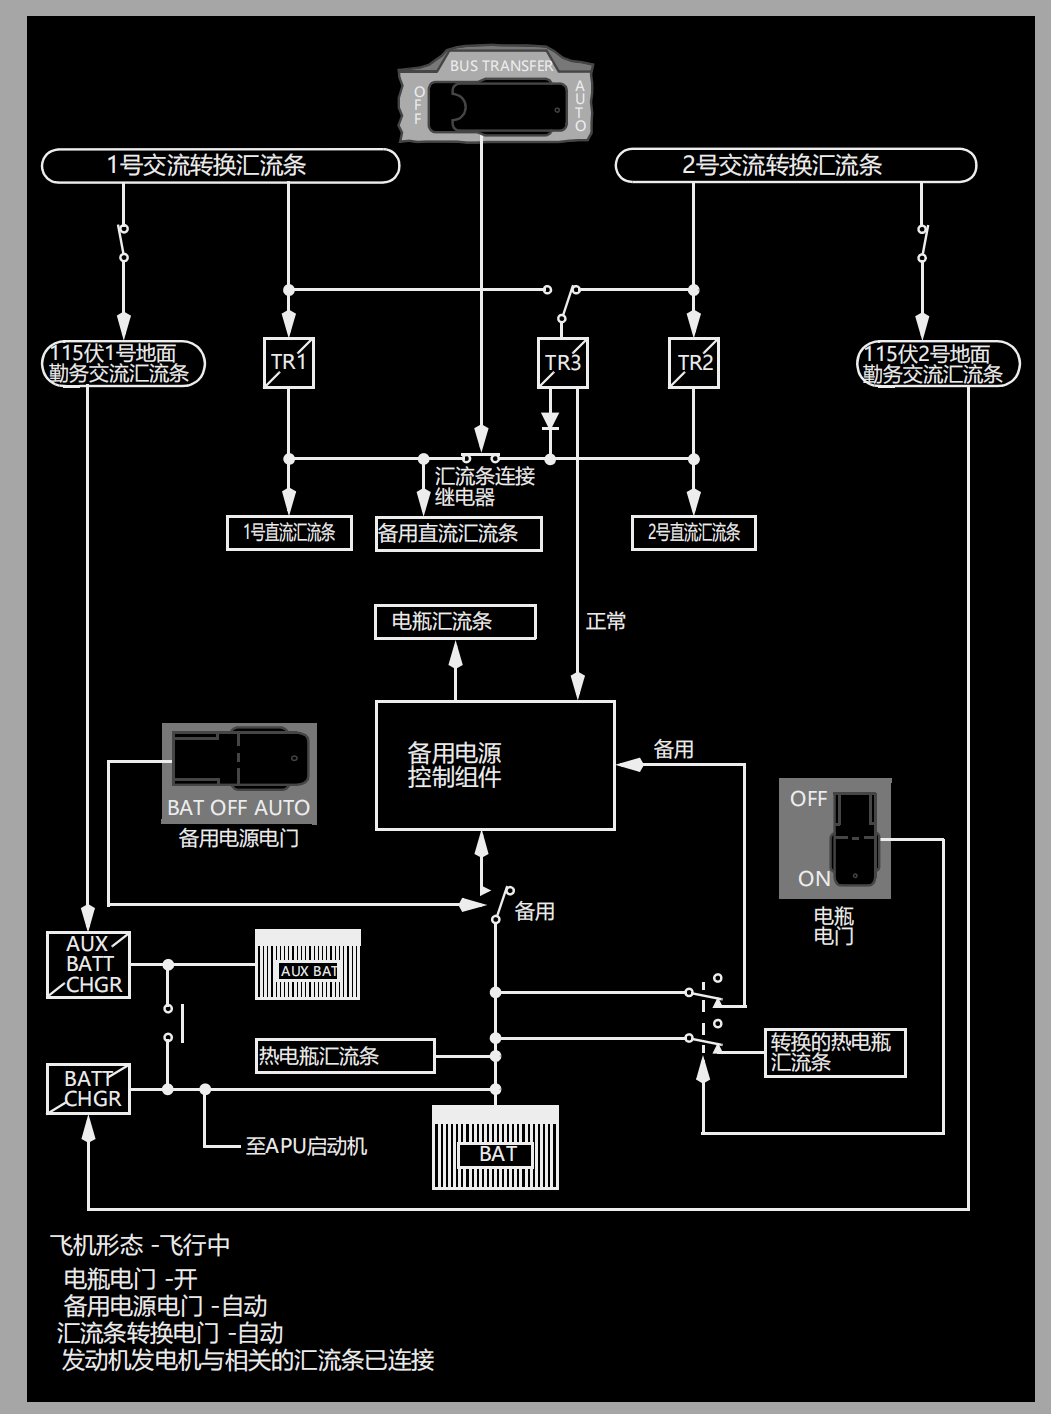 BUS TRANSFER
OFF
AUTO
1号交流转换汇流条
2号交流转换汇流条
115伏1号地面
勤务交流汇流条
TR1
TR3
TR2
115伏2号地面
勤务交流汇流条
汇流条连接
继电器
1号直流汇流条
备用直流汇流条
2号直流汇流条
电瓶汇流条
正常
备用电源
控制组件
备用
BAT OFF AUTO
备用电源电门
OFF
ON
电瓶
电门
备用
AUX
BATT
CHGR
AUX BAT
热电瓶汇流条
转换的热电瓶
汇流条
BATT
CHGR
至APU启动机
BAT
飞机形态 -飞行中
电瓶电门 -开
备用电源电门 -自动
汇流条转换电门 -自动
发动机发电机与相关的汇流条已连接